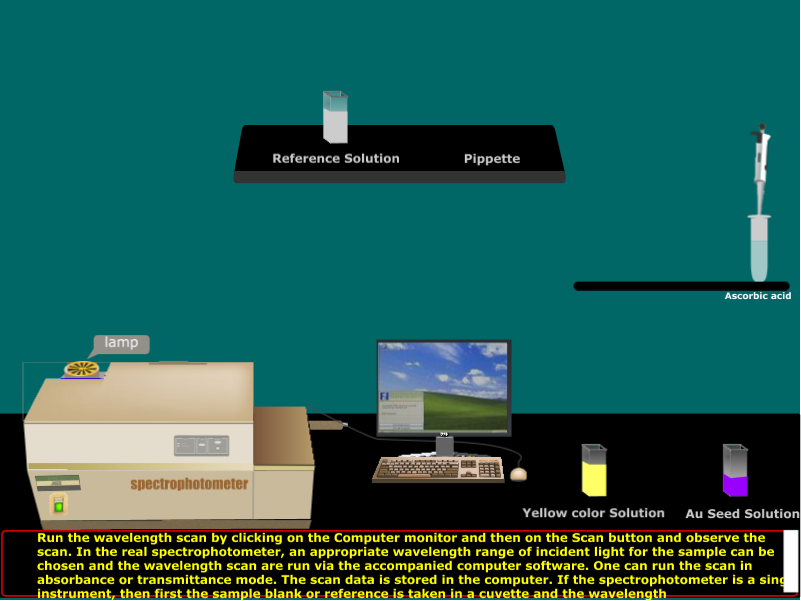 Reference Solution
Pippette
Ascorbic acid
lamp
spectrophotometer
Yellow color Solution
Au Seed Solution
Run the wavelength scan by clicking on the Computer monitor and then on the Scan button and observe the
scan. In the real spectrophotometer, an appropriate wavelength range of incident light for the sample can be
chosen and the wavelength scan are run via the accompanied computer software. One can run the scan in
absorbance or transmittance mode. The scan data is stored in the computer. If the spectrophotometer is a
instrument, then first the sample blank or reference is taken in a cuvette and the wavelength